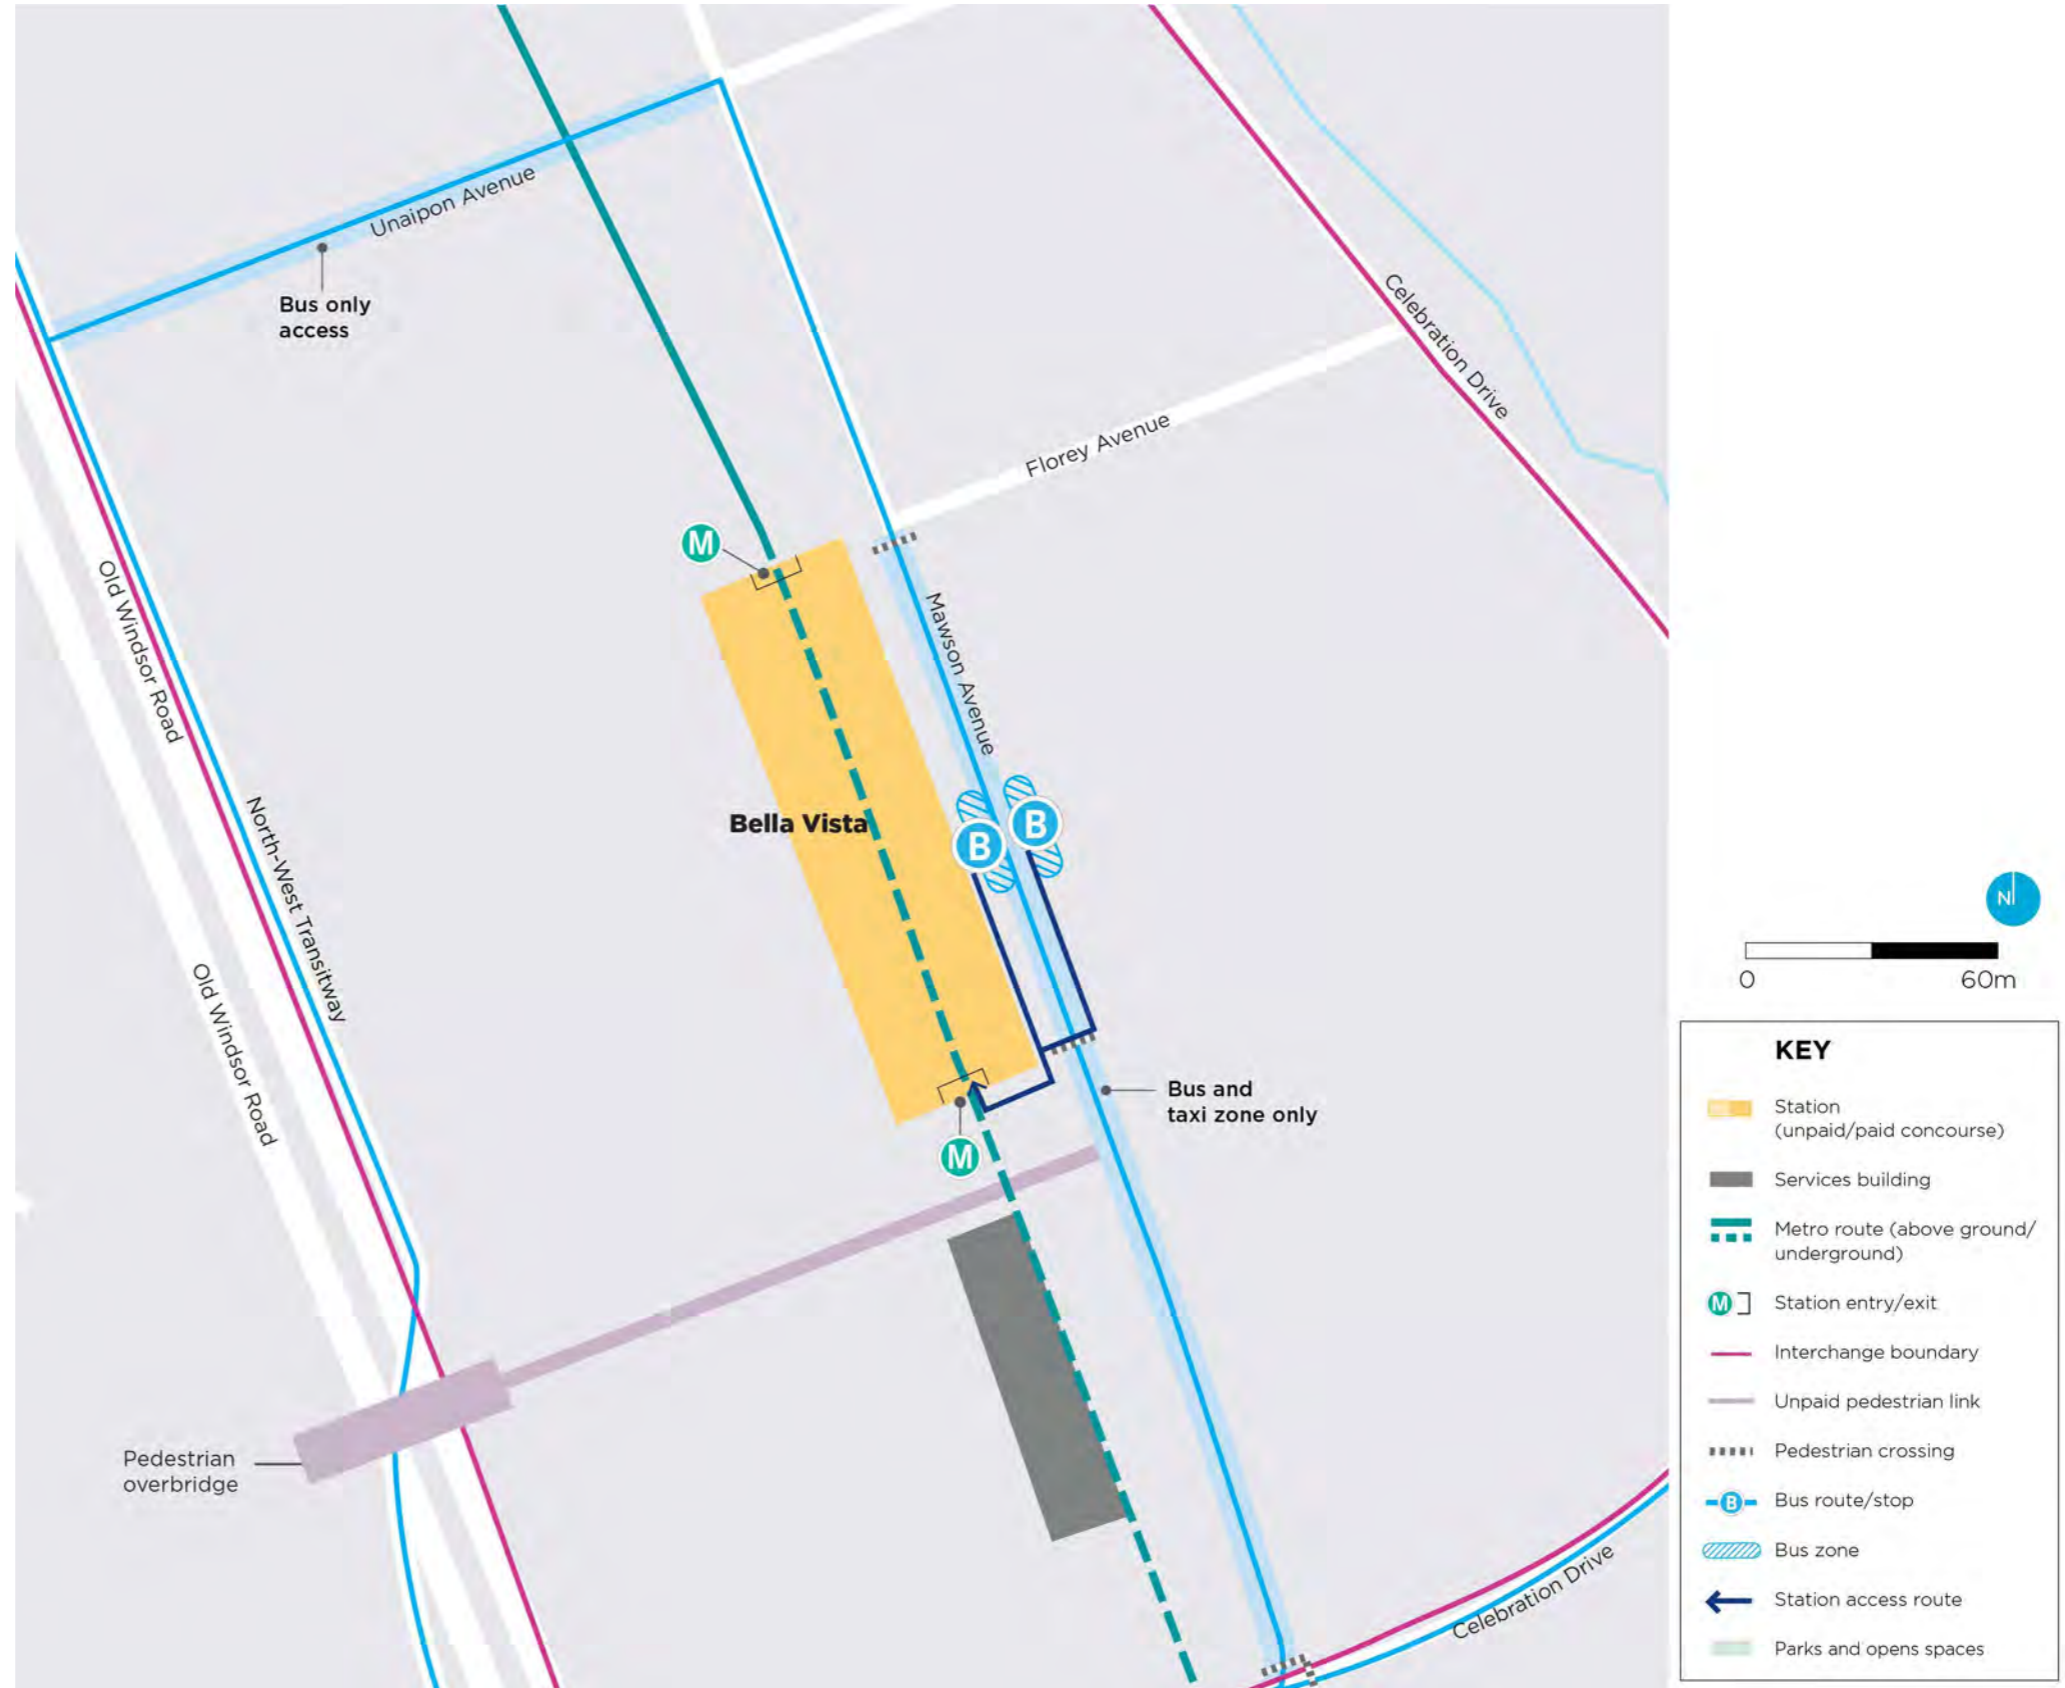 Unaipon Avenue
Bus only
access
Celebration Drive
Florey Avenue
M
Old Windsor Road
Mawson Avenue
North-West Transitway
Bella Vista
B
B
N
0 60m
Old Windsor Road
Bus and
taxi zone only
M
Pedestrian
overbridge
Celebration Drive
KEY
Station
(unpaid/paid concourse)
Services building
Metro route (above ground/
underground)
M Station entry/exit
Interchange boundary
Unpaid pedestrian link
Pedestrian crossing
B Bus route/stop
Bus zone
Station access route
Parks and opens spaces